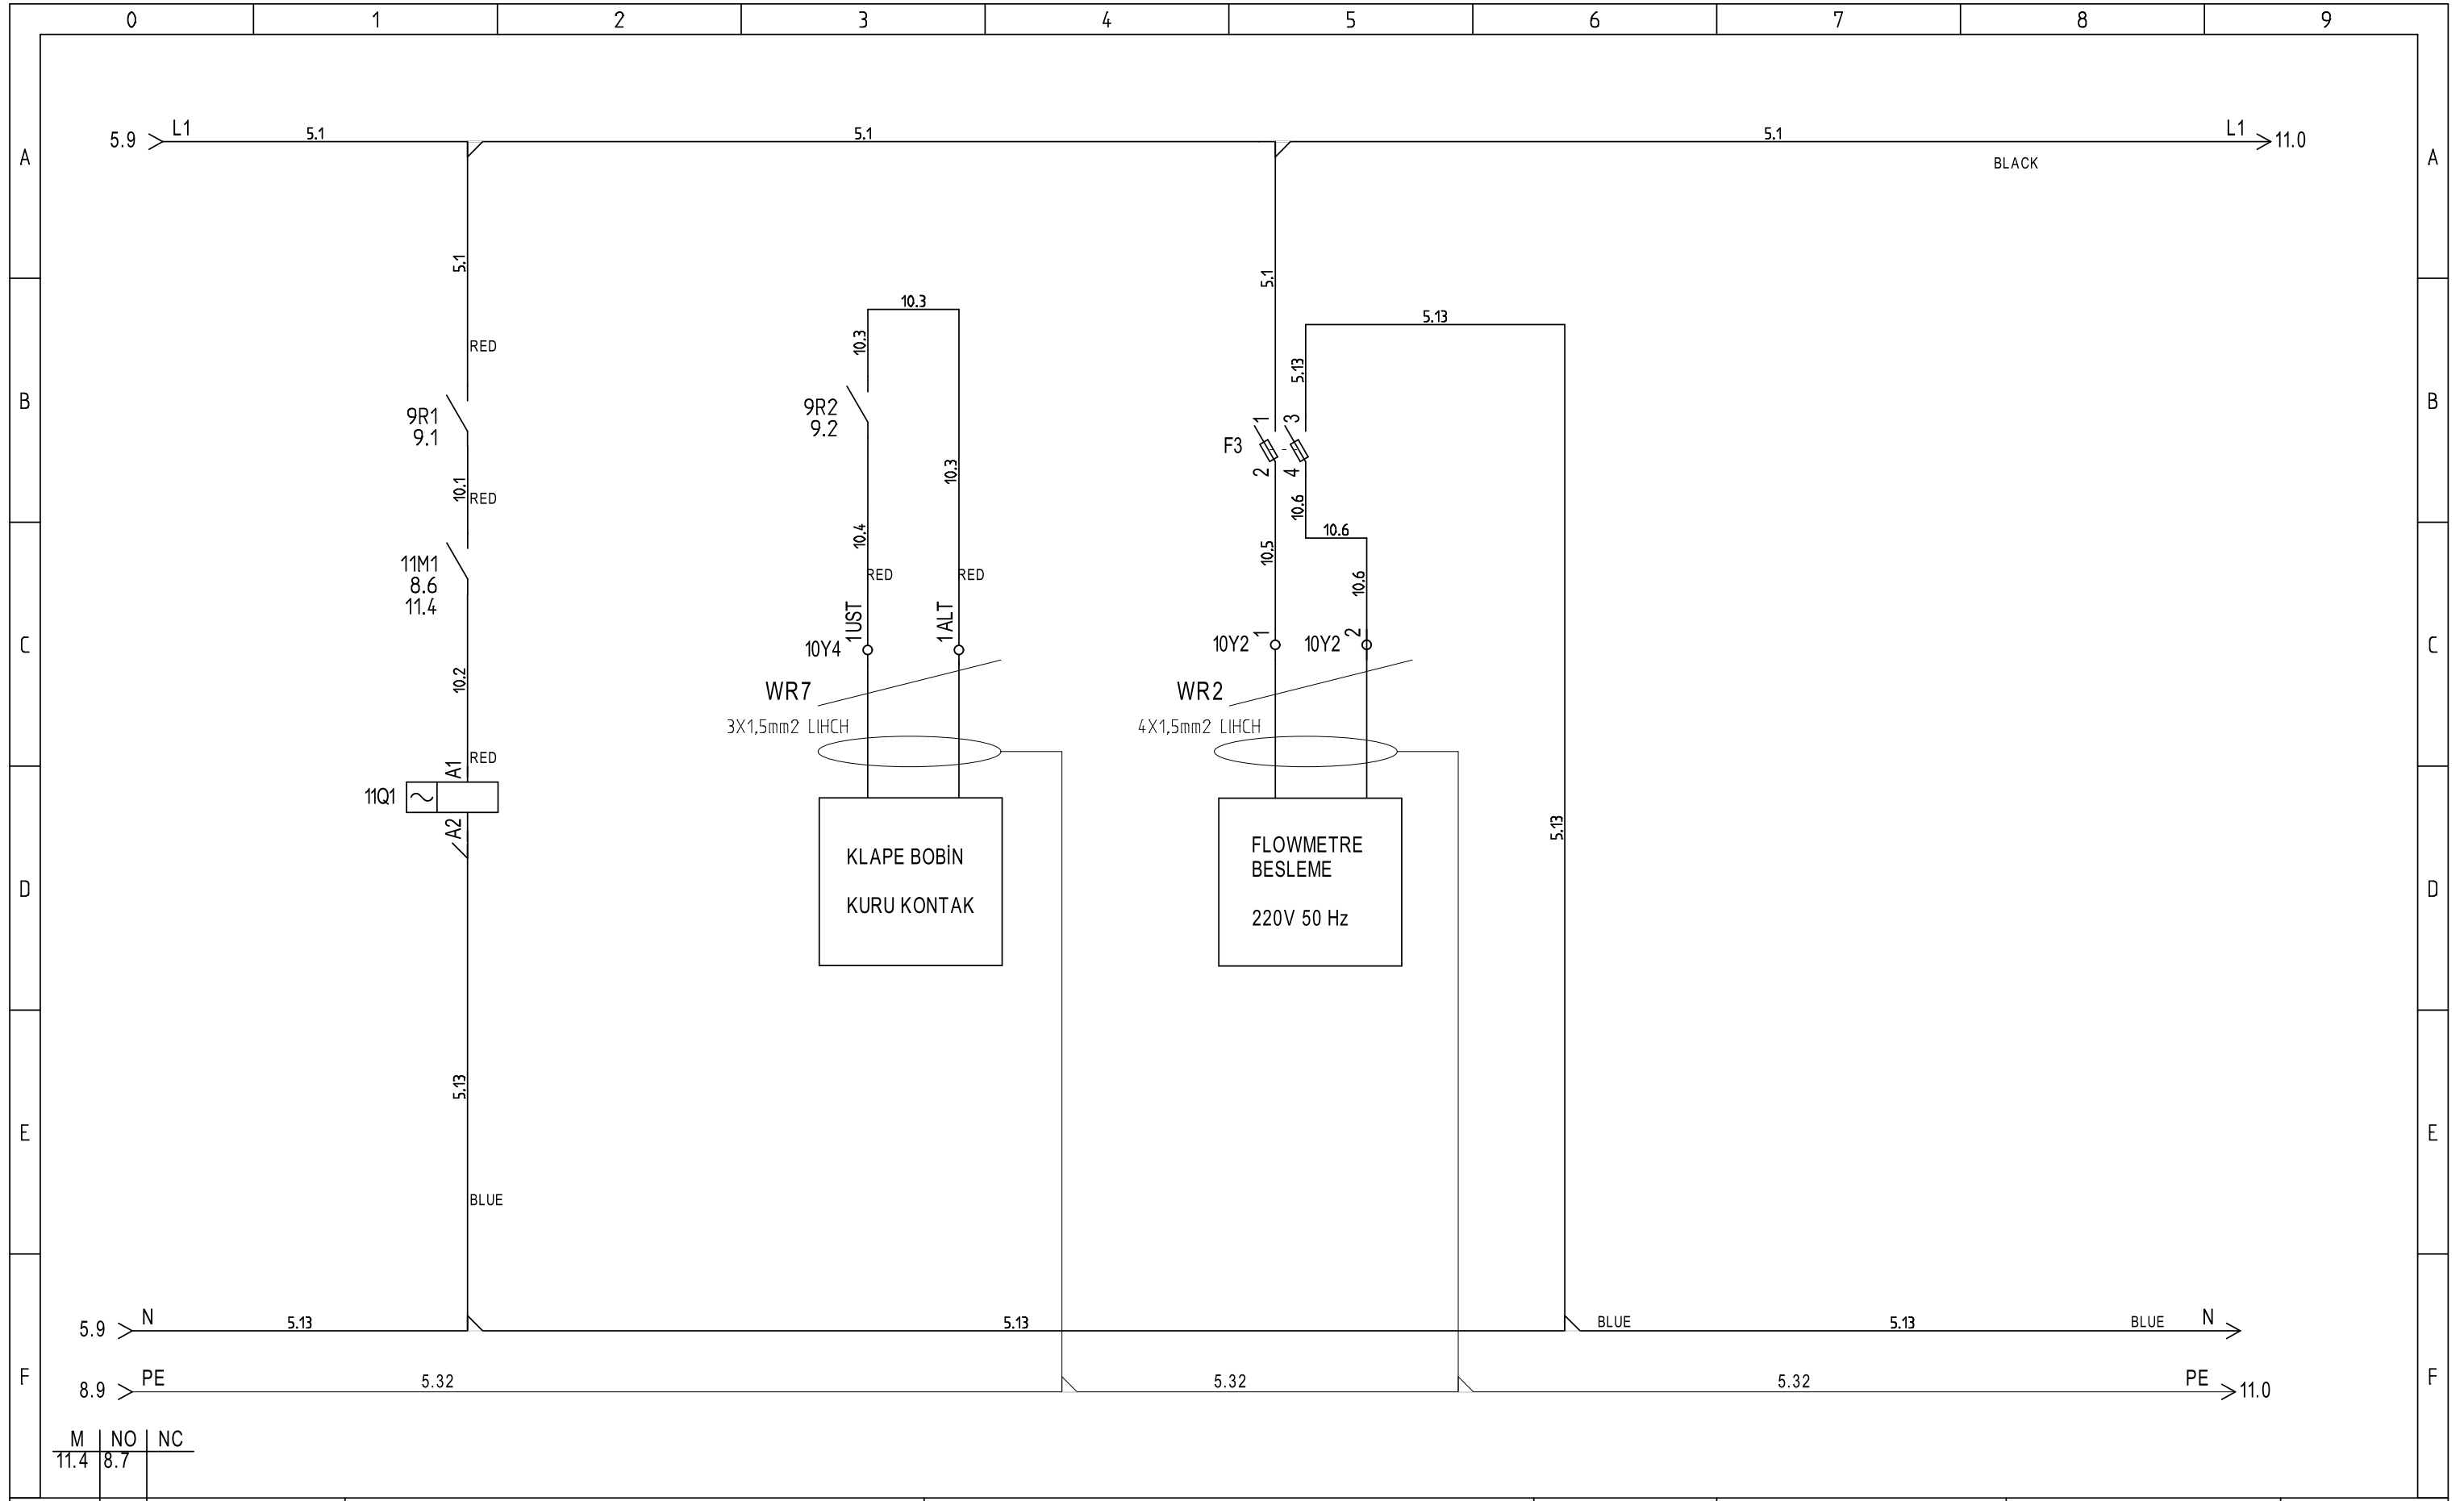 0 1 2 3 4 5 6 7 8 9
5.9 L1 5.1 5.1 5.1 L1 11.0
BLACK
A A
5.1 5.1
10.3
5.13
RED 10.3 5.13
B B
9R1
9.1
9R2
9.2
F3 1 3
2 4
10.1 RED
10.3
10.6
10.6
10.4 10.5 10.6
11M1
8.6
11.4
RED RED
1UST 1ALT
C C
10Y4
10Y2 1 10Y2 2
10.2
WR7
3X1,5mm2 LIHCH
WR2
4X1,5mm2 LIHCH
A1 RED
11Q1
A2
5.13
KLAPE BOBİN
KURU KONTAK
FLOWMETRE
BESLEME
220V 50 Hz
D D
5.13
E E
BLUE
5.9 N 5.13 5.13 BLUE 5.13 BLUE N
F F
8.9 PE 5.32 5.32 5.32 PE 11.0
M NO NC
11.4 8.7